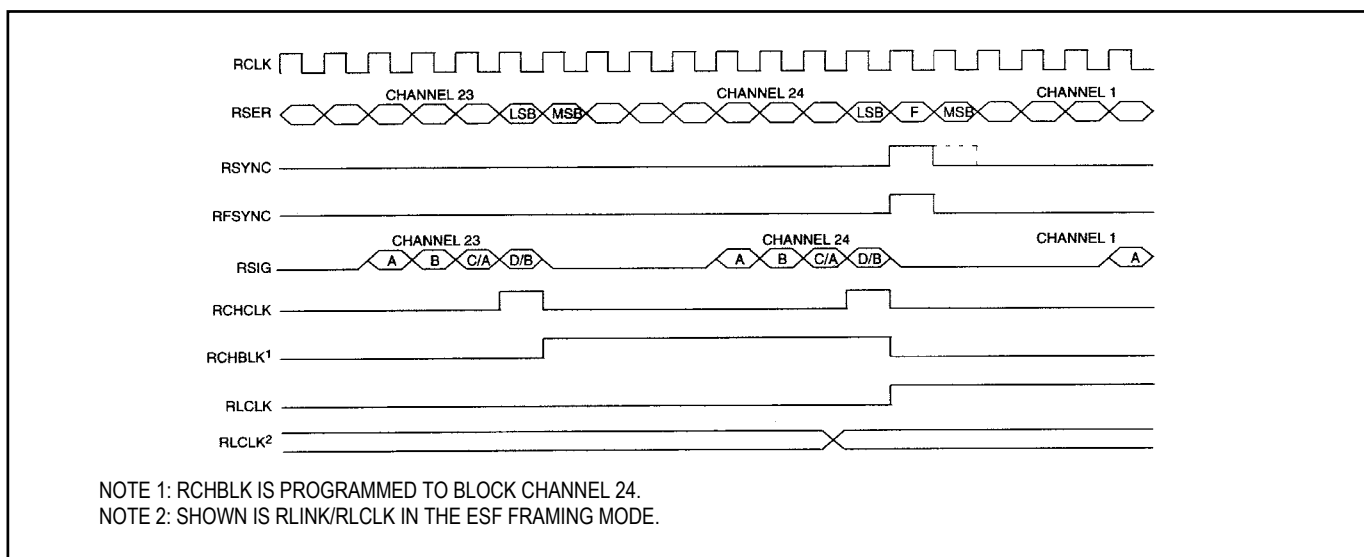 RCLK
CHANNEL 23 CHANNEL 24 CHANNEL 1
RSER LSB MSB LSB F MSB
RSYNC
RFSYNC
CHANNEL 23 CHANNEL 24 CHANNEL 1
RSIG A B C/A D/B A B C/A D/B A
RCHCLK
RCHBLK¹
RLCLK
RLCLK²
NOTE 1: RCHBLK IS PROGRAMMED TO BLOCK CHANNEL 24.
NOTE 2: SHOWN IS RLINK/RLCLK IN THE ESF FRAMING MODE.